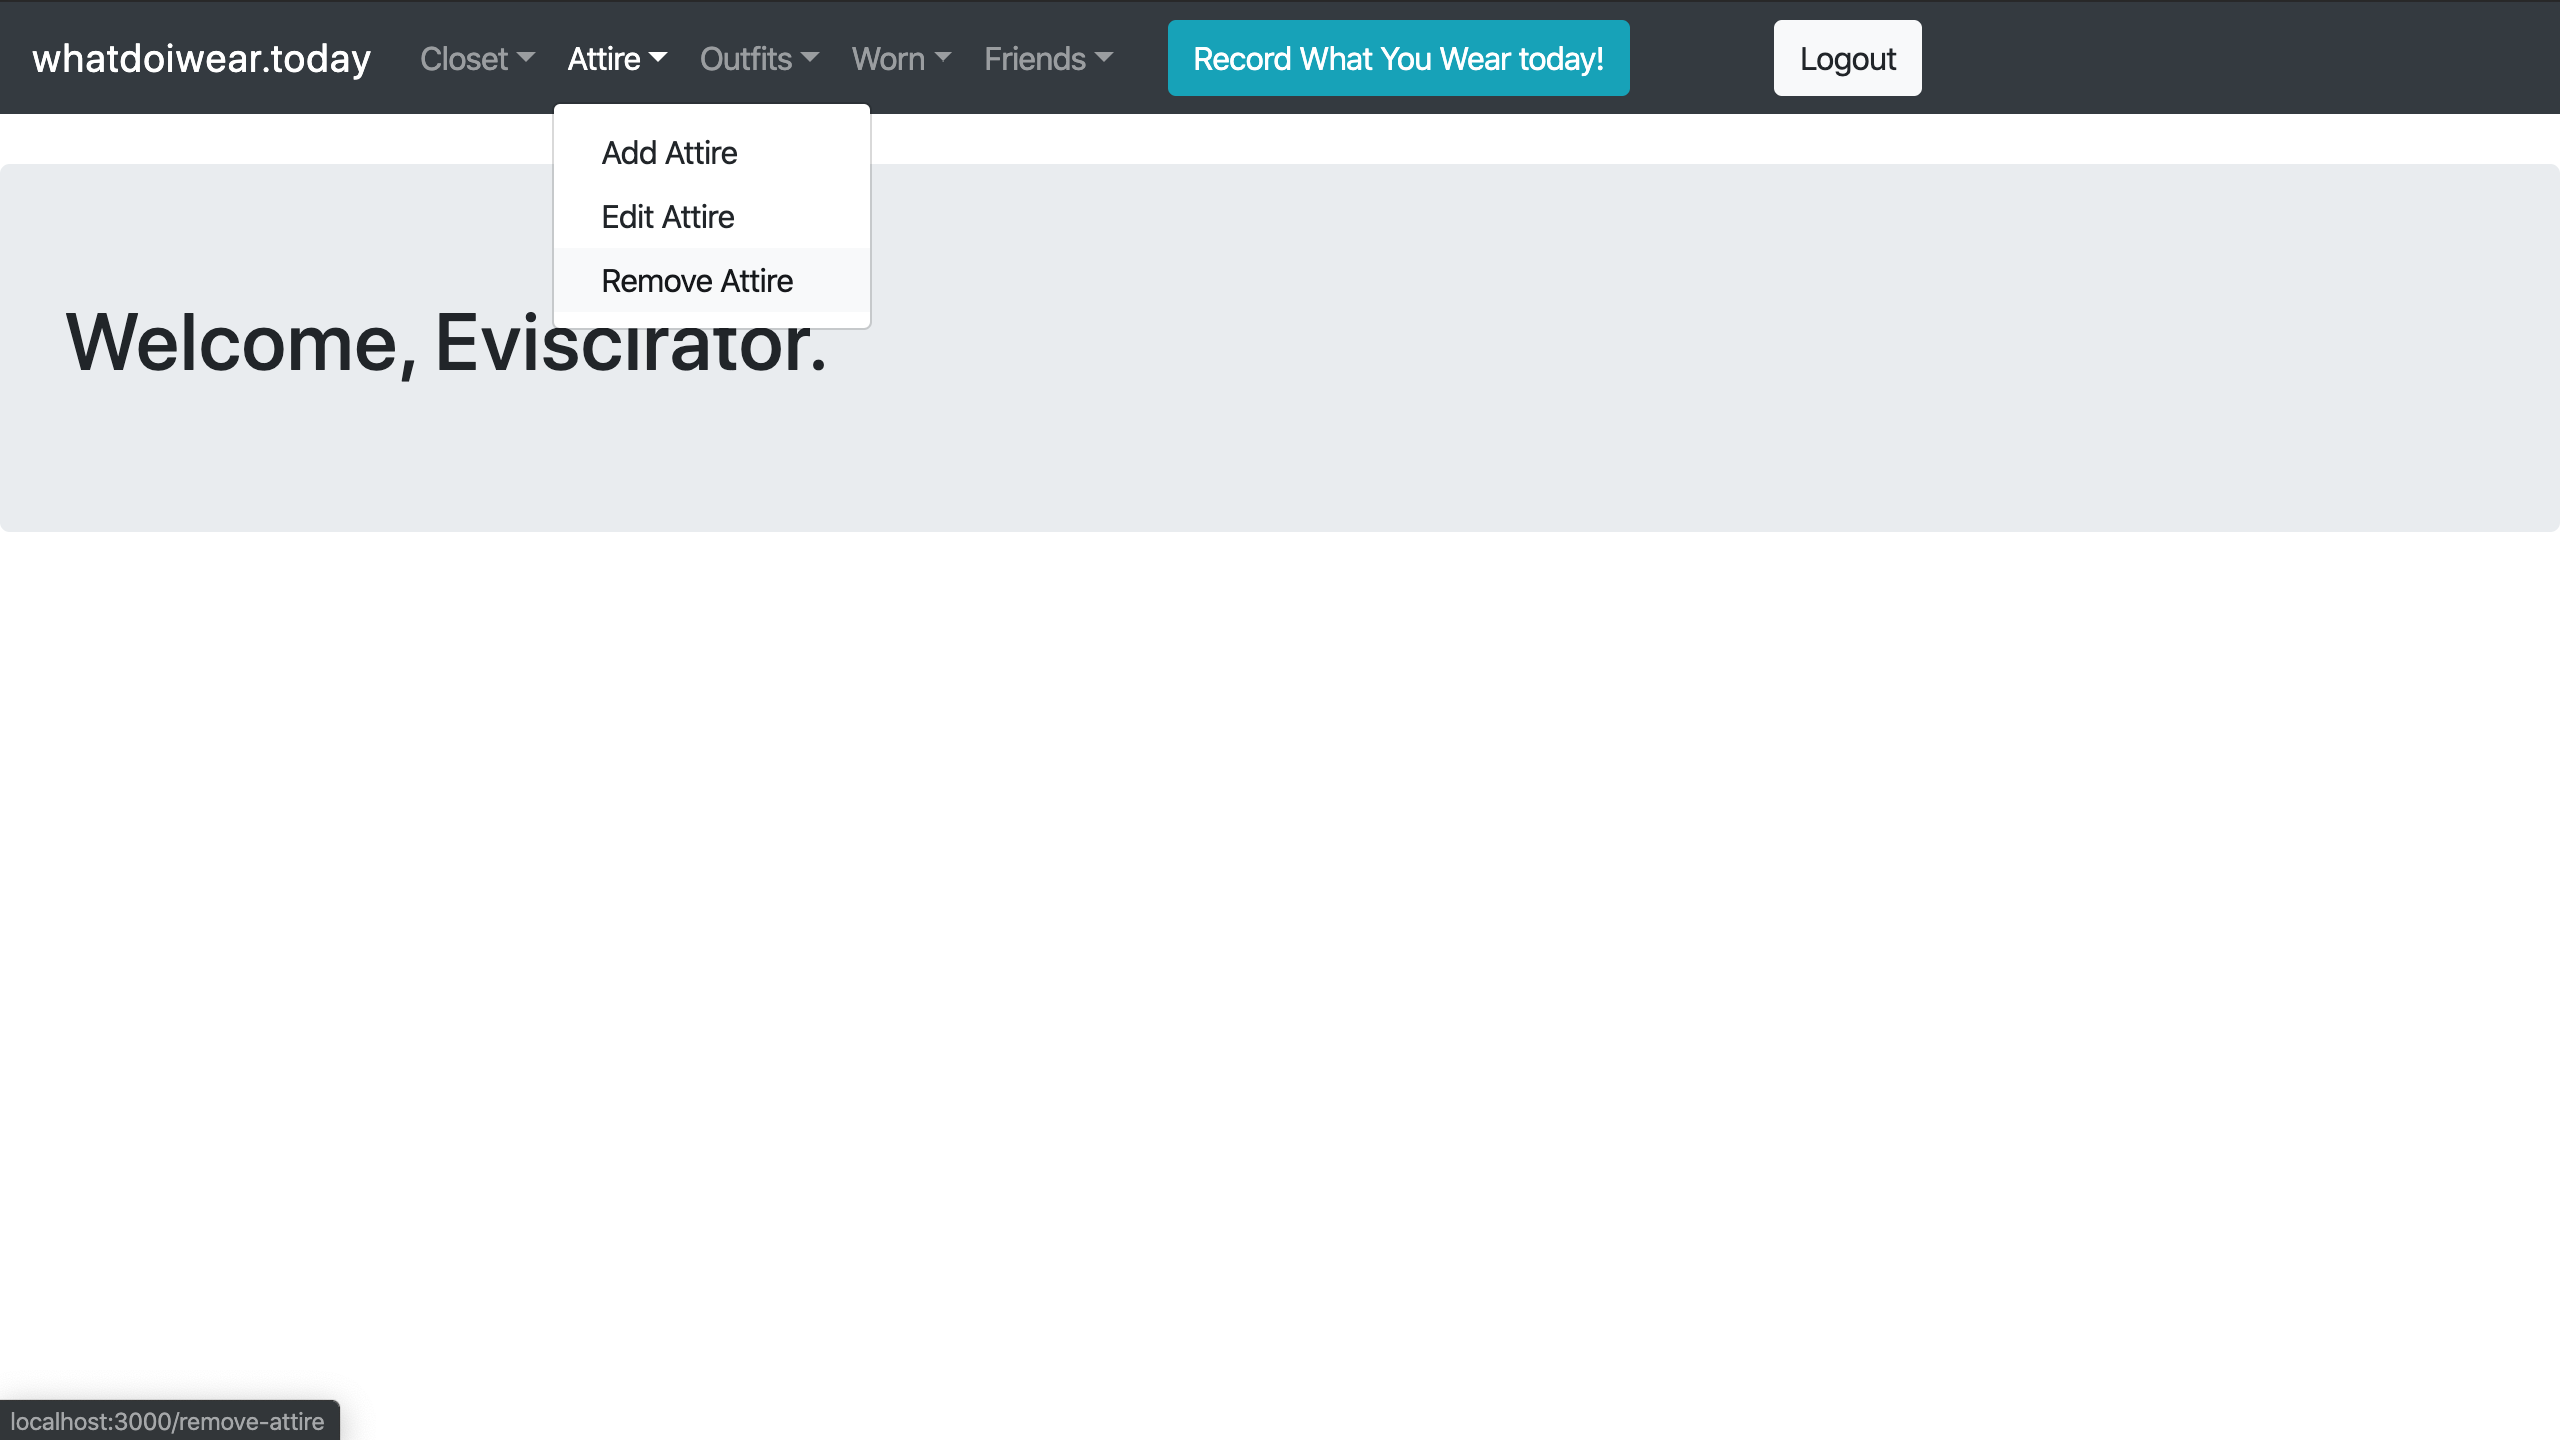 whatdoiwear.today Closet Attire Outfits Worn Friends Record What You Wear today! Logout
Add Attire
Edit Attire
Remove Attire
Welcome, Eviscirator.
localhost:3000/remove-attire